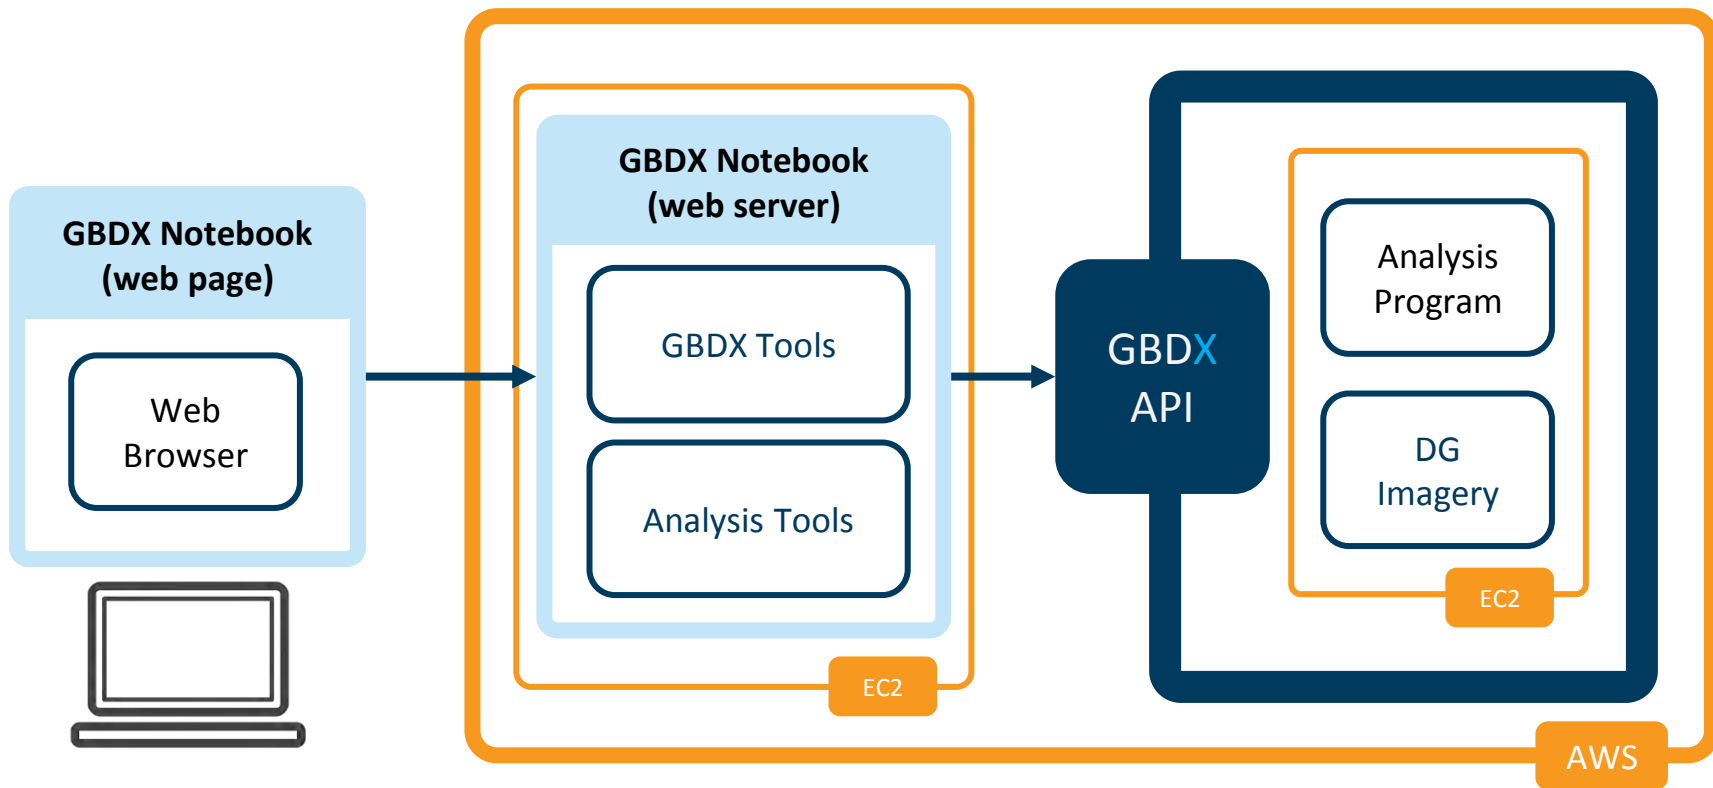 GBDX Notebook
(web page)
Web
Browser
GBDX Notebook
(web server)
GBDX Tools
Analysis Tools
EC2
GBDX
API
Analysis
Program
DG
Imagery
EC2
AWS